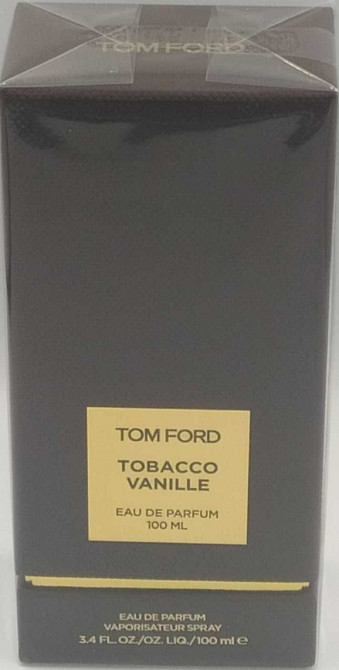 TOM FORD
TOM FORD
TOBACCO
VANILLE
EAU DE PARFUM
100 ML
EAU DE PARFUM
VAPORISATEUR SPRAY
3.4 FL. OZ./OZ. LIQ./100 ml ℮